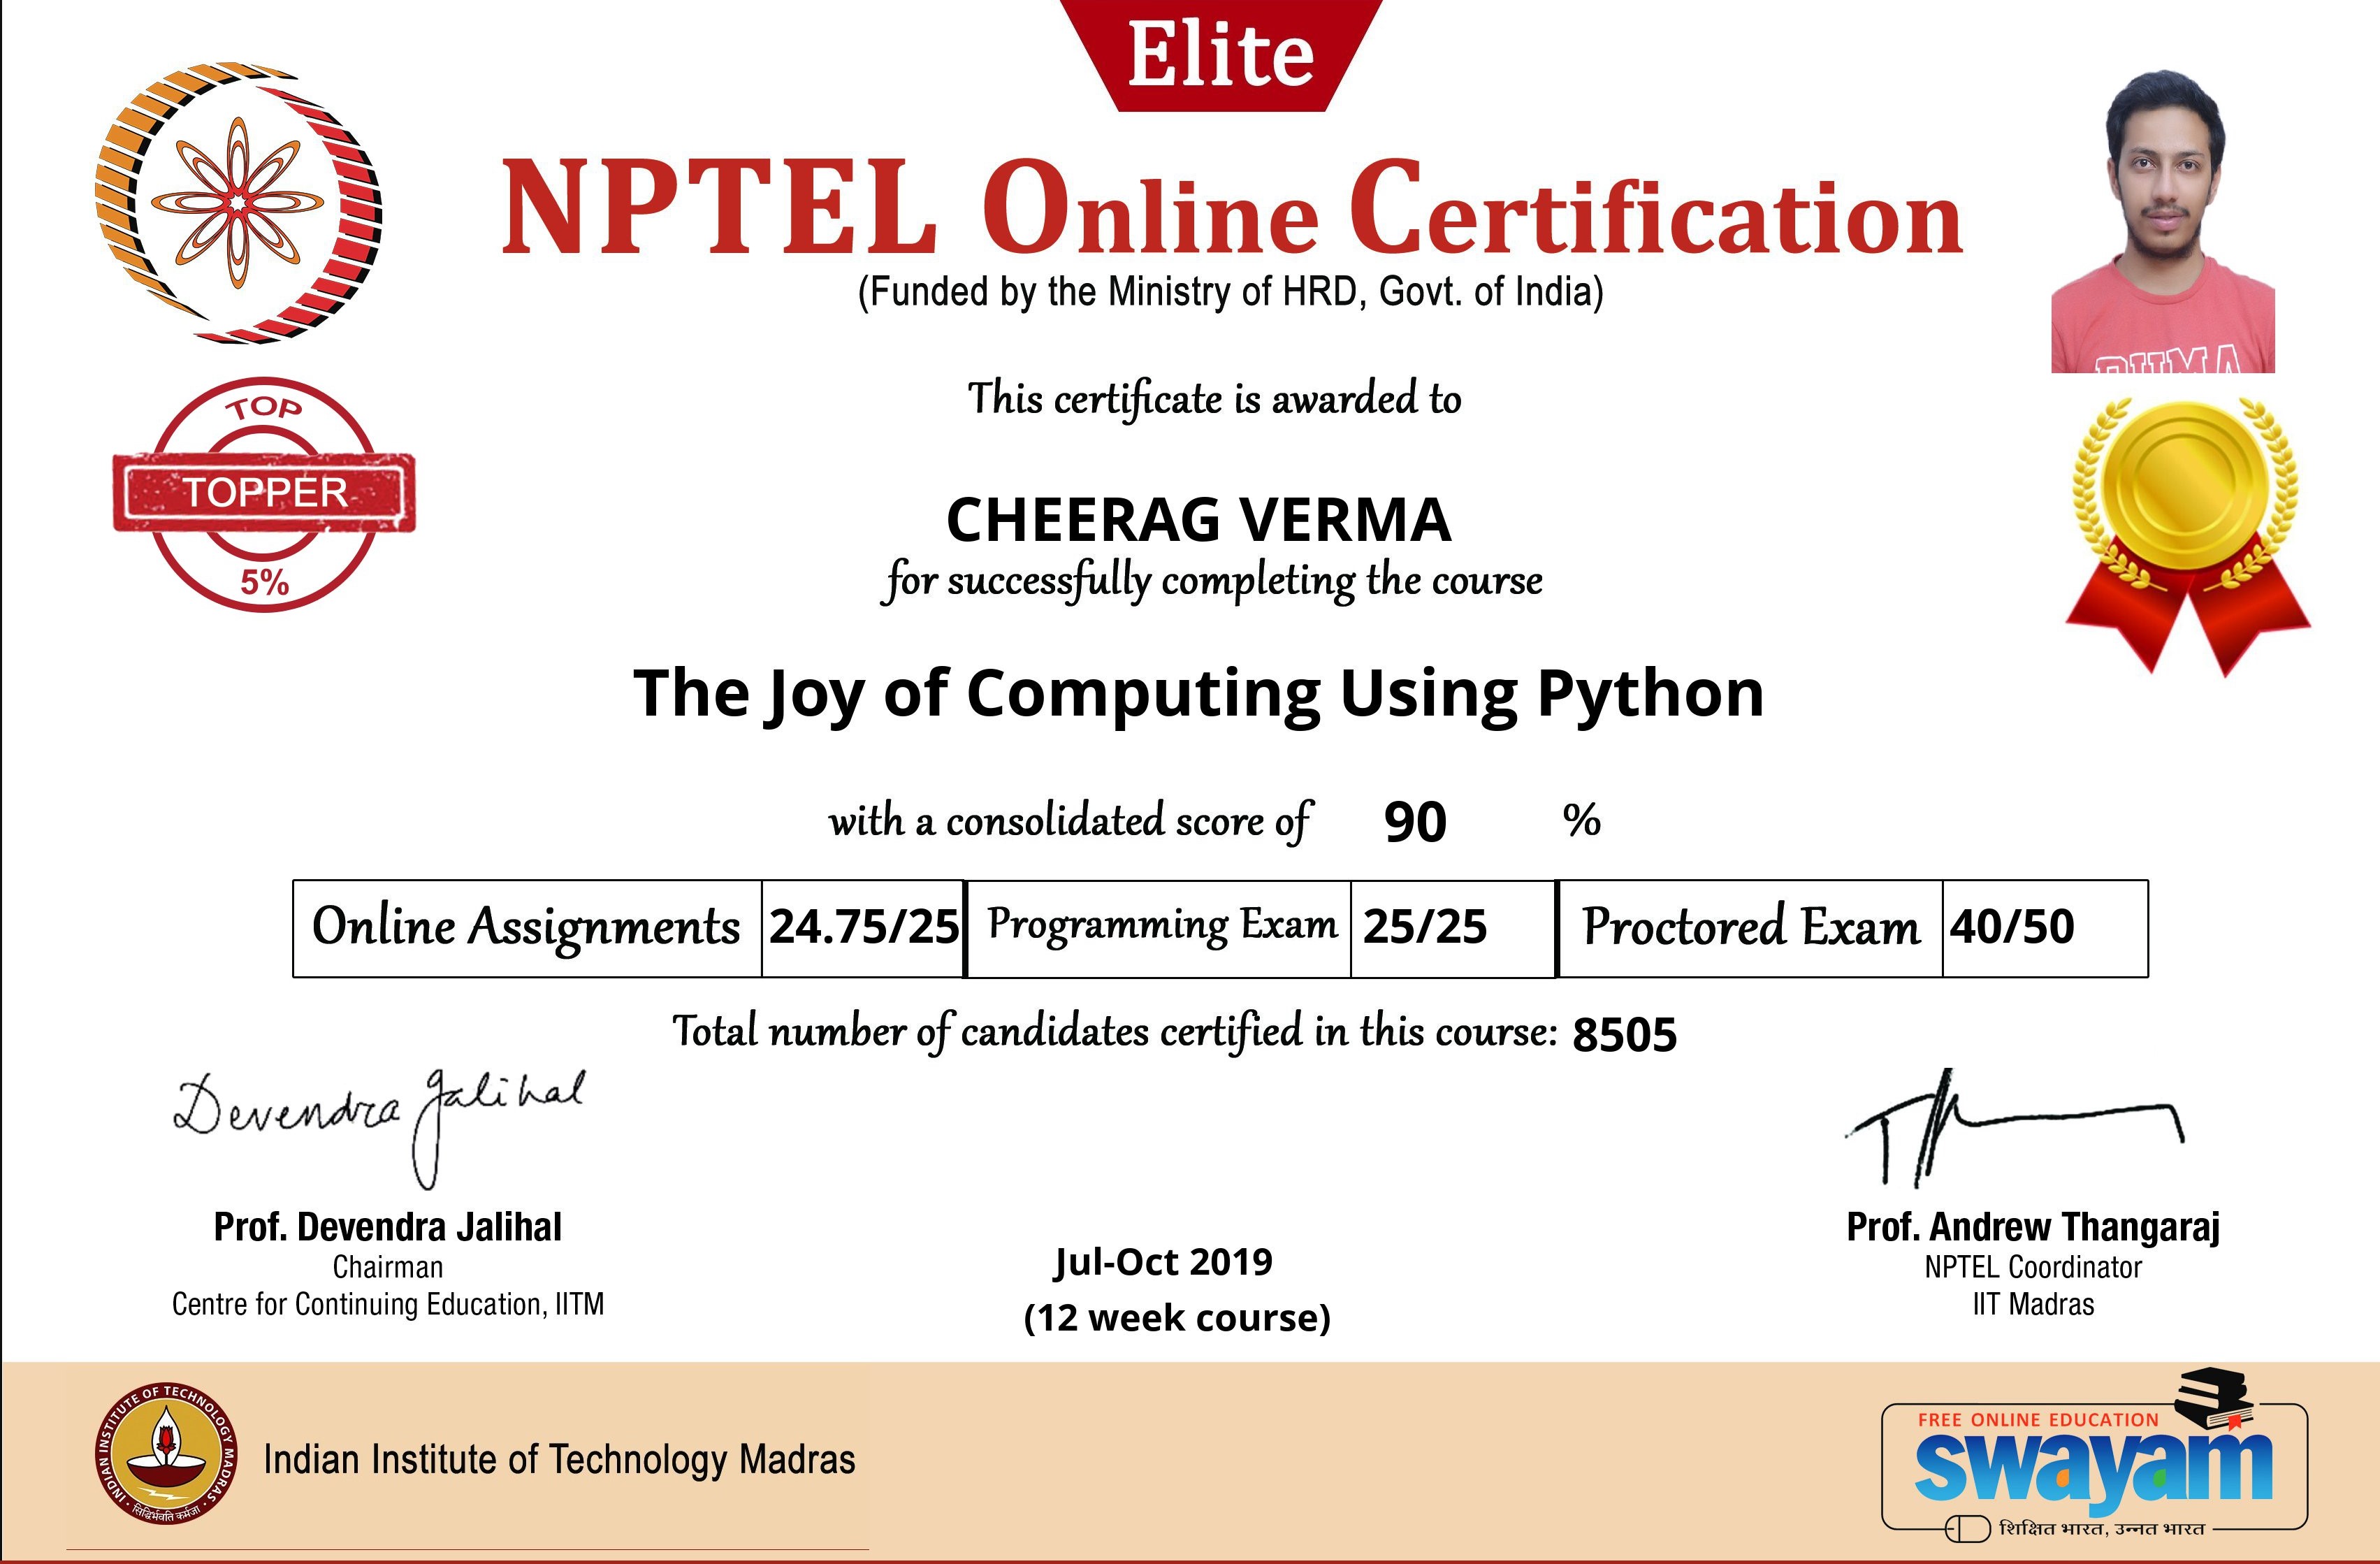 Elite
NPTEL Online Certification
(Funded by the Ministry of HRD, Govt. of India)
This certificate is awarded to
TOP
TOPPER
5%
PUMA
CHEERAG VERMA
for successfully completing the course
The Joy of Computing Using Python
with a consolidated score of 90 %
Online Assignments 24.75/25 Programming Exam 25/25 Proctored Exam 40/50
Total number of candidates certified in this course: 8505
Devendra Jalihal
Prof. Devendra Jalihal
Chairman
Centre for Continuing Education, IITM
Jul-Oct 2019
(12 week course)
Prof. Andrew Thangaraj
NPTEL Coordinator
IIT Madras
INDIAN INSTITUTE OF TECHNOLOGY MADRAS
सिद्धिर्भवति कर्मजा
Indian Institute of Technology Madras
FREE ONLINE EDUCATION
swayam
शिक्षित भारत, उन्नत भारत